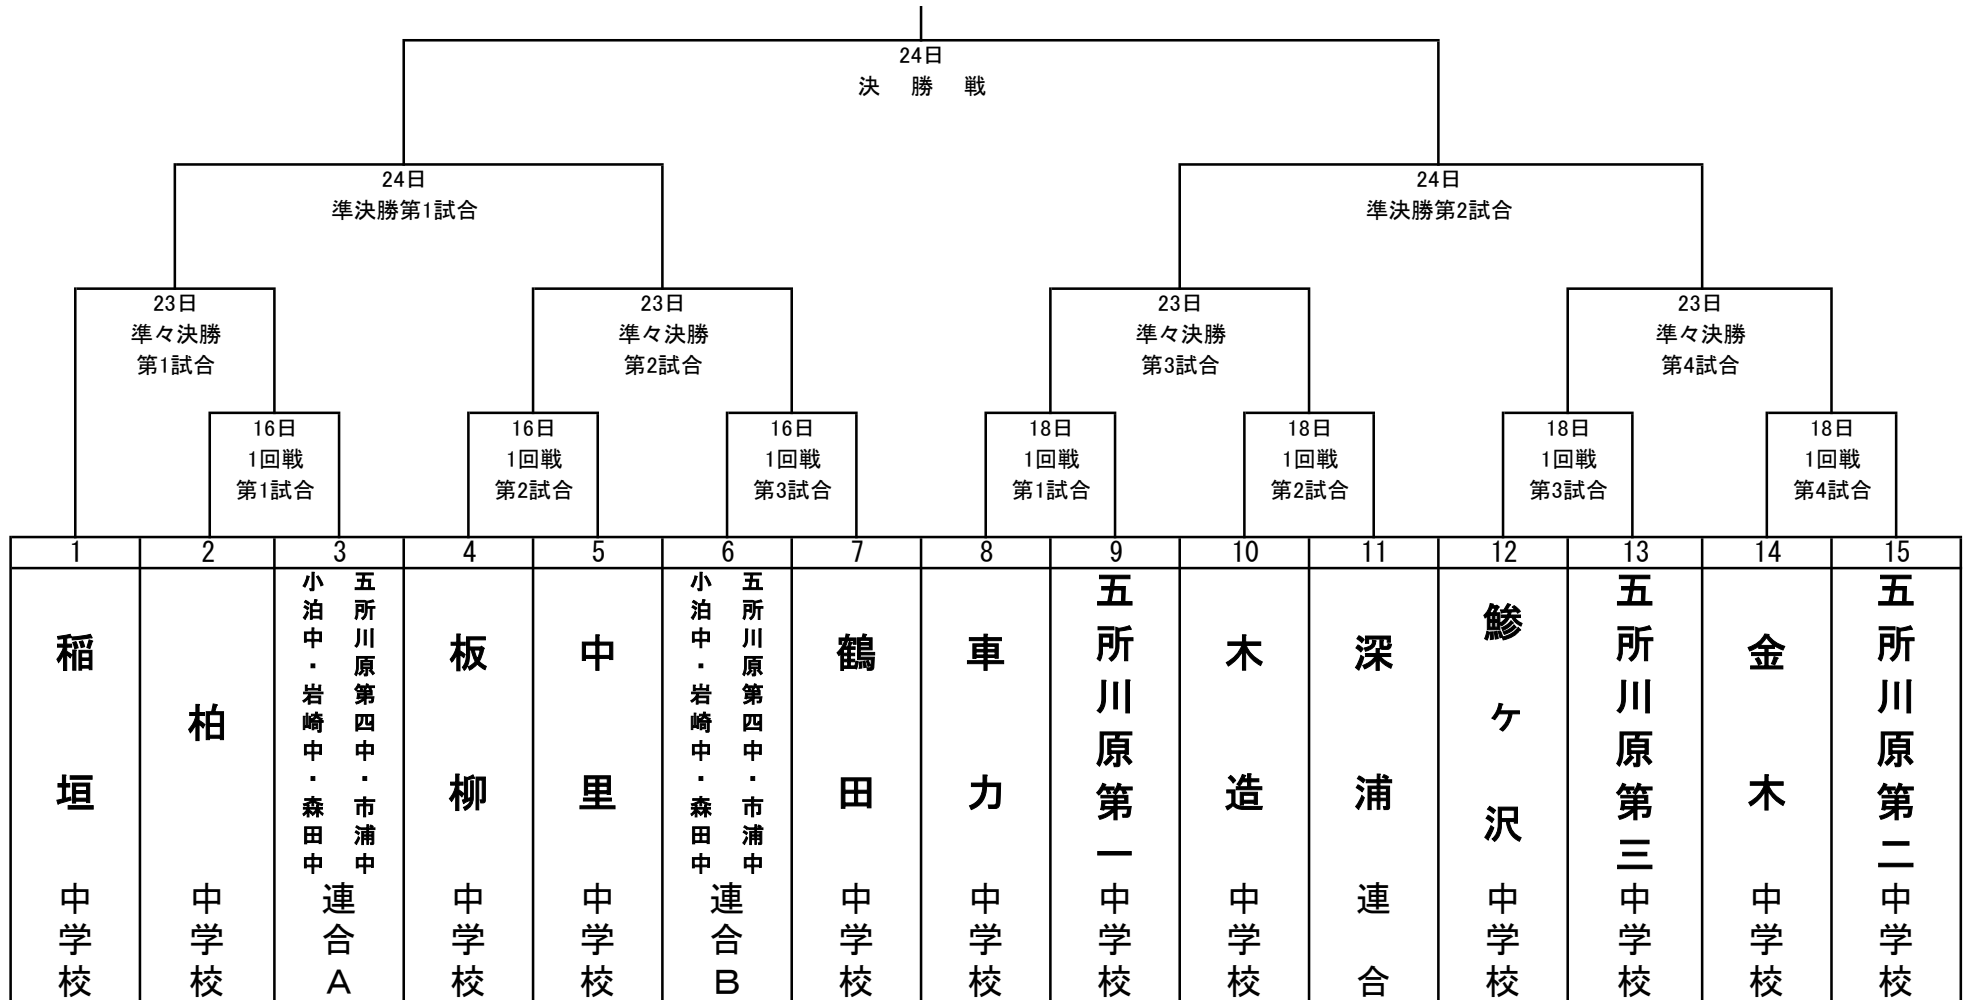 24日
決　勝　戦
24日
準決勝第1試合
24日
準決勝第2試合
23日
準々決勝
第1試合
23日
準々決勝
第2試合
23日
準々決勝
第3試合
23日
準々決勝
第4試合
16日
1回戦
第1試合
16日
1回戦
第2試合
16日
1回戦
第3試合
18日
1回戦
第1試合
18日
1回戦
第2試合
18日
1回戦
第3試合
18日
1回戦
第4試合
1
稲垣
中学校
2
柏
中学校
3
五所川原第四中・市浦中
小泊中・岩崎中・森田中
連合A
4
板柳
中学校
5
中里
中学校
6
五所川原第四中・市浦中
小泊中・岩崎中・森田中
連合B
7
鶴田
中学校
8
車力
中学校
9
五所川原第一
中学校
10
木造
中学校
11
深浦
連合
12
鰺ヶ沢
中学校
13
五所川原第三
中学校
14
金木
中学校
15
五所川原第二
中学校